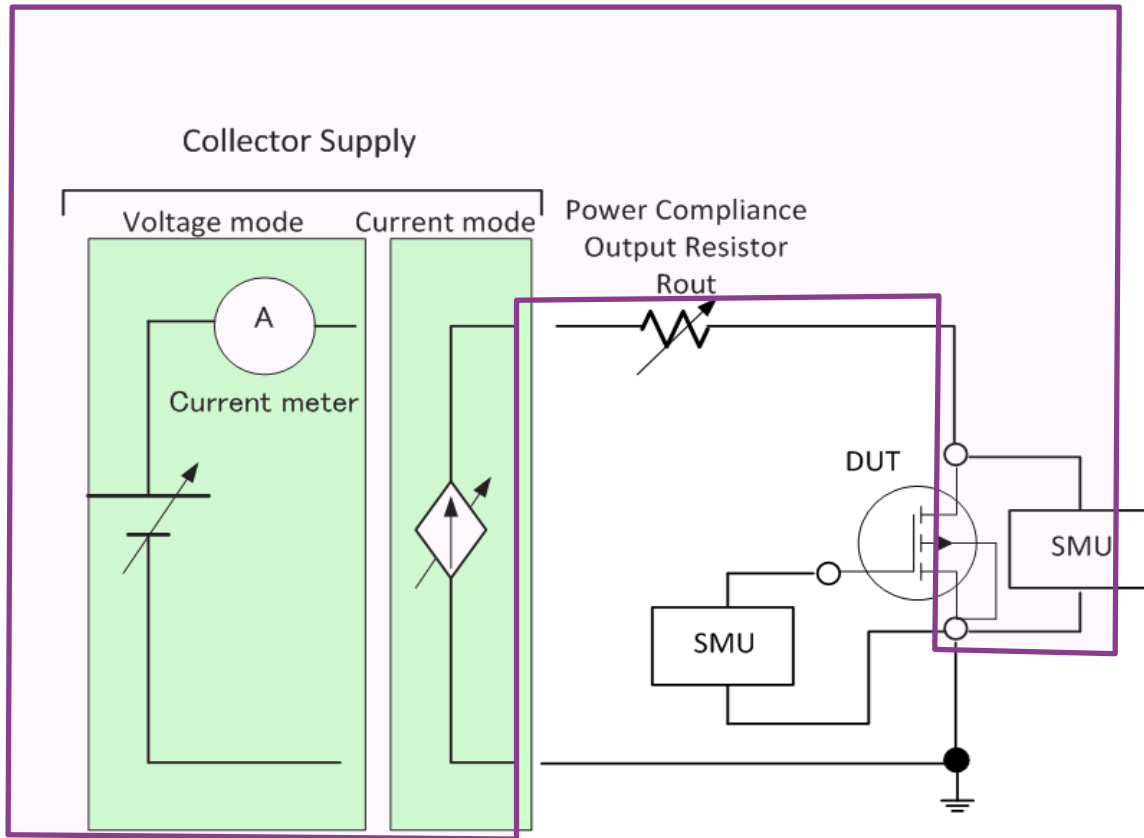 Collector Supply
Voltage mode
Current mode
Power Compliance
Output Resistor
Rout
A
Current meter
DUT
SMU
SMU